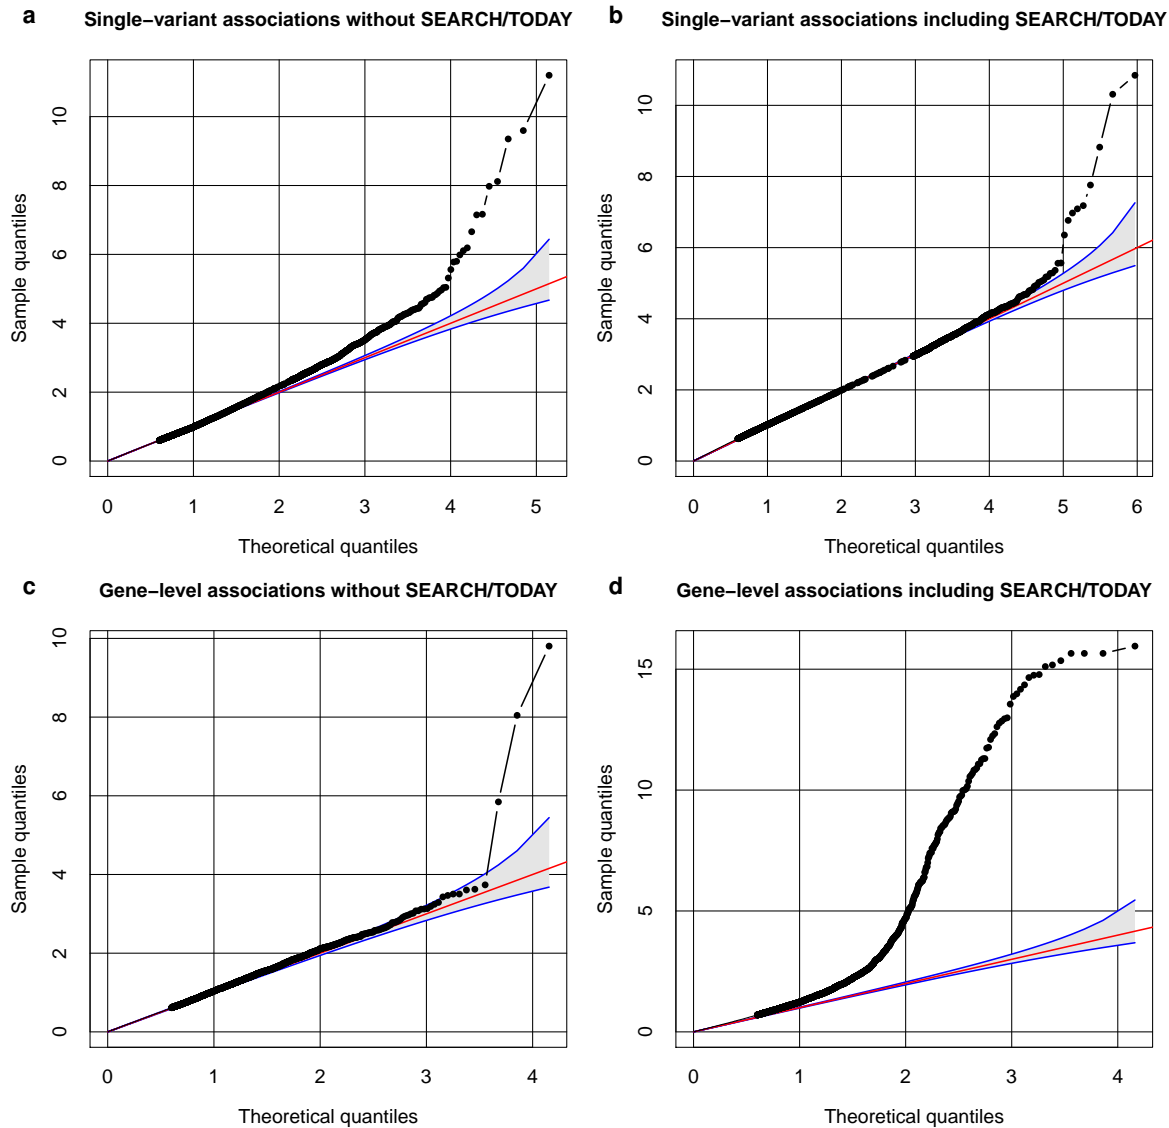 a Single−variant associations without SEARCH/TODAY
Sample quantiles
10
8
6
4
2
0
0 1 2 3 4 5
Theoretical quantiles
b Single−variant associations including SEARCH/TODAY
Sample quantiles
10
8
6
4
2
0
0 1 2 3 4 5 6
Theoretical quantiles
c Gene−level associations without SEARCH/TODAY
Sample quantiles
10
8
6
4
2
0
0 1 2 3 4
Theoretical quantiles
d Gene−level associations including SEARCH/TODAY
Sample quantiles
15
10
5
0
0 1 2 3 4
Theoretical quantiles